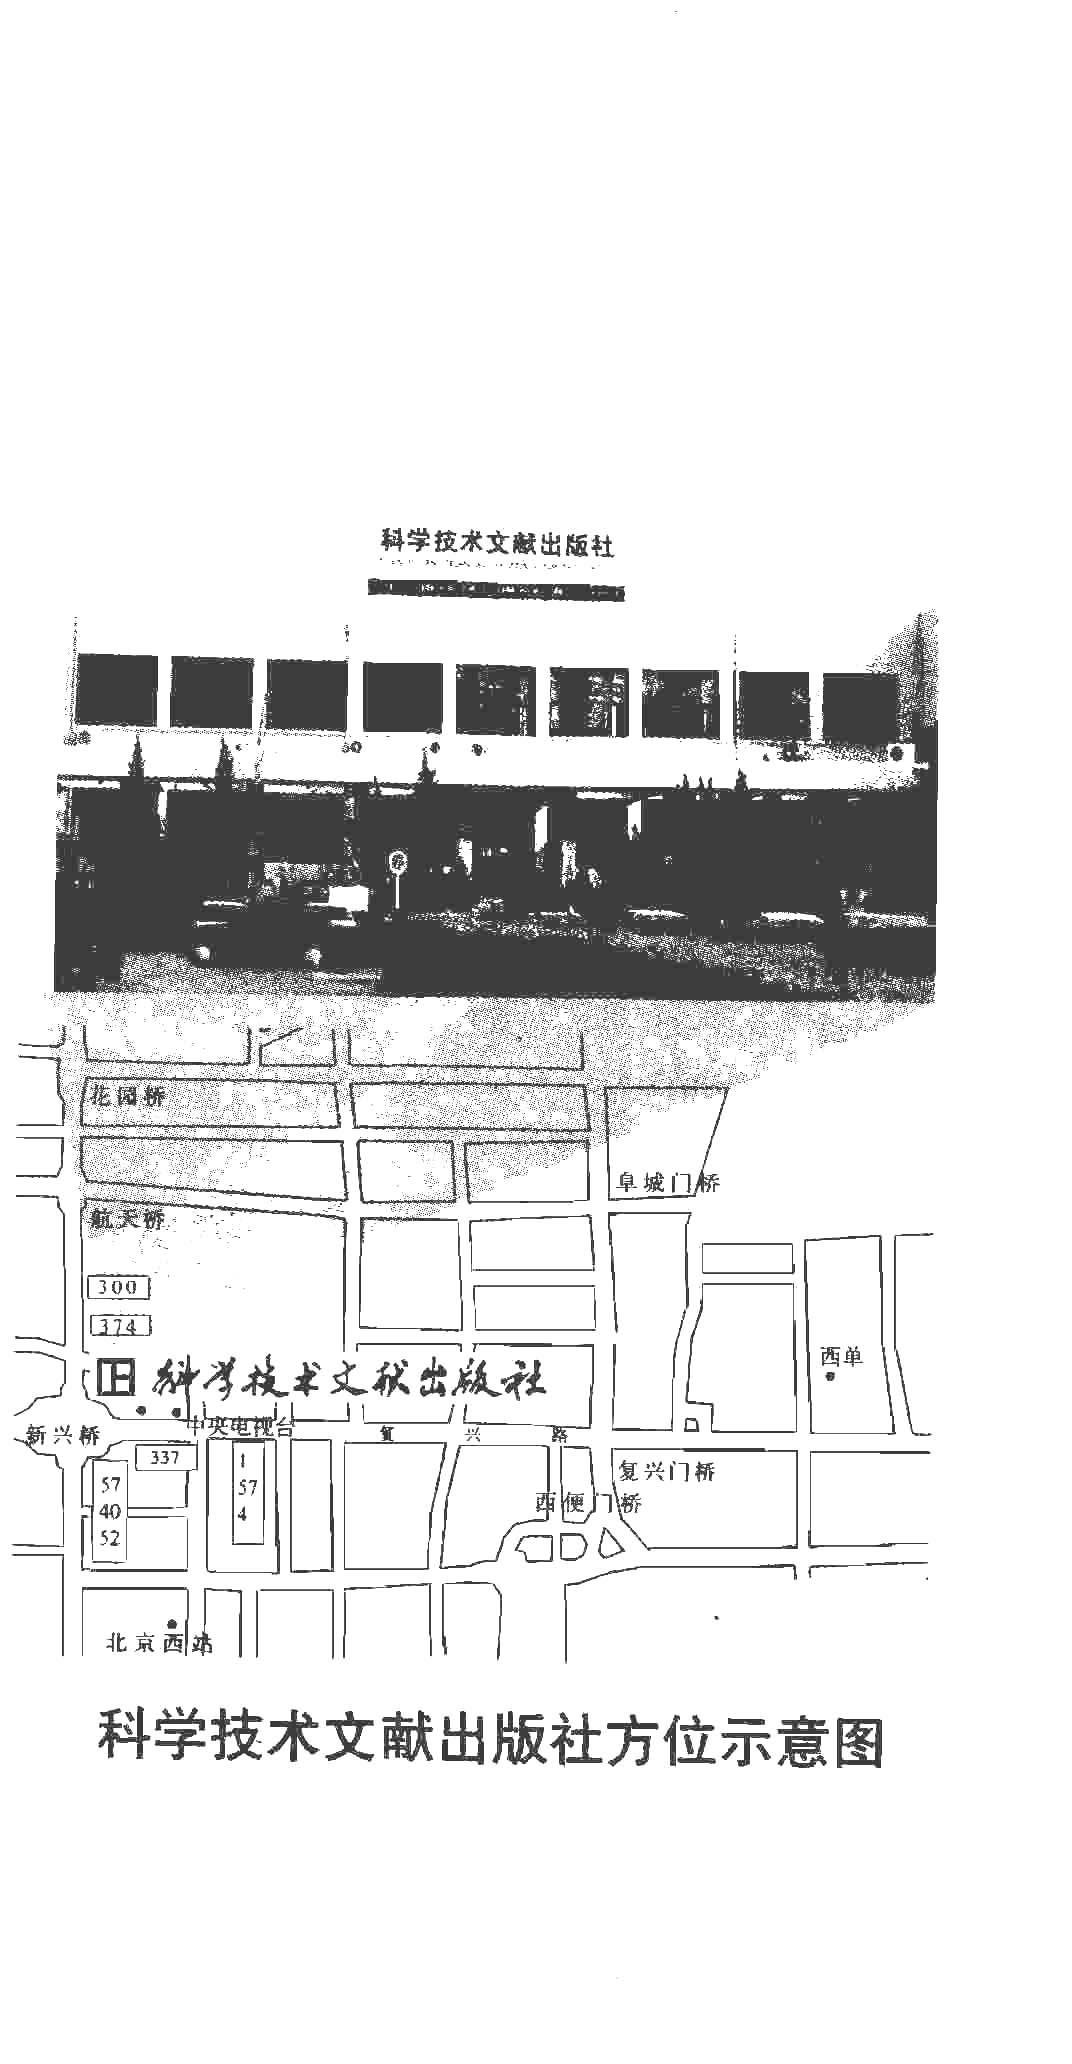 科学技术文献出版社
花园桥
阜城门桥
航天桥
300
374
西单
科学技术文献出版社
中央电视台
新兴桥
复兴路
337
1
57
4
复兴门桥
57
40
52
西便门桥
北京西站
科学技术文献出版社方位示意图